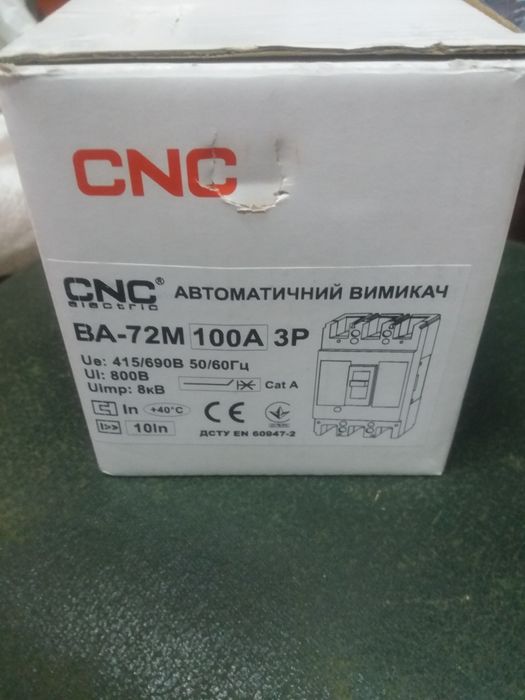 CNC
CNC® electric АВТОМАТИЧНИЙ ВИМИКАЧ
ВА-72М 100А 3P
Ue: 415/690В 50/60Гц
Ui: 800В
Uimp: 8кВ
Cat A
In +40°C
I>> 10In
CE
ДСТУ EN 60947-2